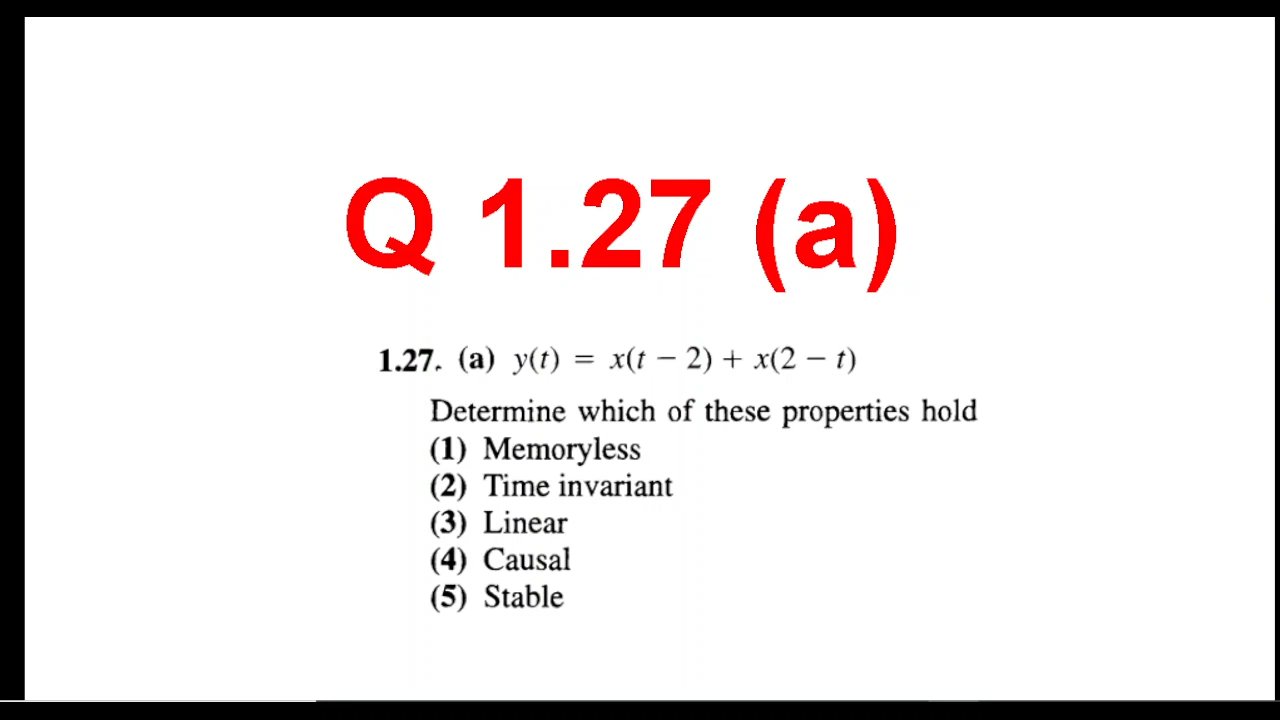 Q 1.27 (a)
1.27. (a) y(t) = x(t − 2) + x(2 − t)
Determine which of these properties hold
(1) Memoryless
(2) Time invariant
(3) Linear
(4) Causal
(5) Stable